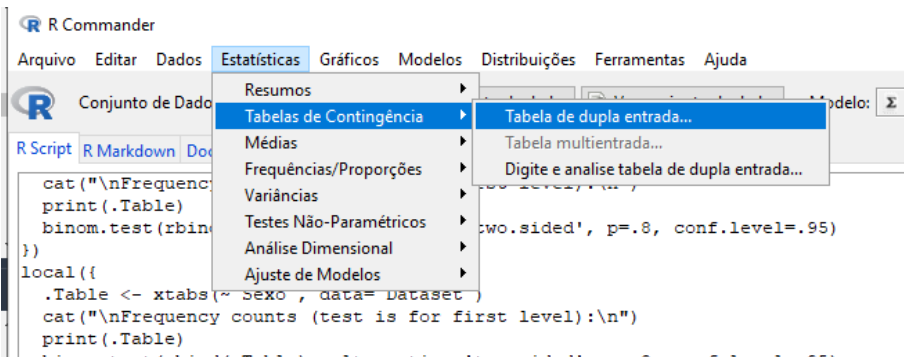 R Commander
Arquivo Editar Dados Estatísticas Gráficos Modelos Distribuições Ferramentas Ajuda
R Conjunto de Dado Modelo: Σ
Resumos
Tabelas de Contingência Tabela de dupla entrada...
R Script R Markdown Médias Tabela multientrada...
Frequências/Proporções Digite e analise tabela de dupla entrada...
cat("\nFrequency
Variâncias
print(.Table)
Testes Não-Paramétricos
binom.test(rbin two.sided', p=.8, conf.level=.95)
Análise Dimensional
})
Ajuste de Modelos
local({
.Table <- xtabs(~ Sexo , data= Dataset )
cat("\nFrequency counts (test is for first level):\n")
print(.Table)